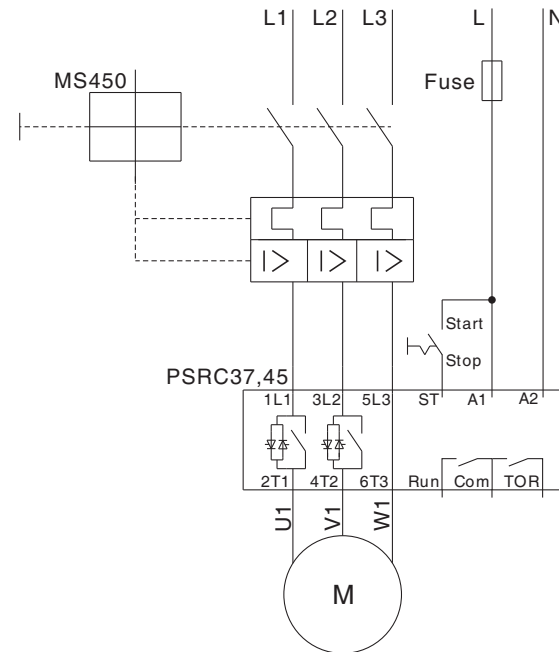 L1 L2 L3 L N
MS450
Fuse
I> I> I>
Start
Stop
PSRC37,45
1L1 3L2 5L3 ST A1 A2
2T1 4T2 6T3 Run Com TOR
U1 V1 W1
M